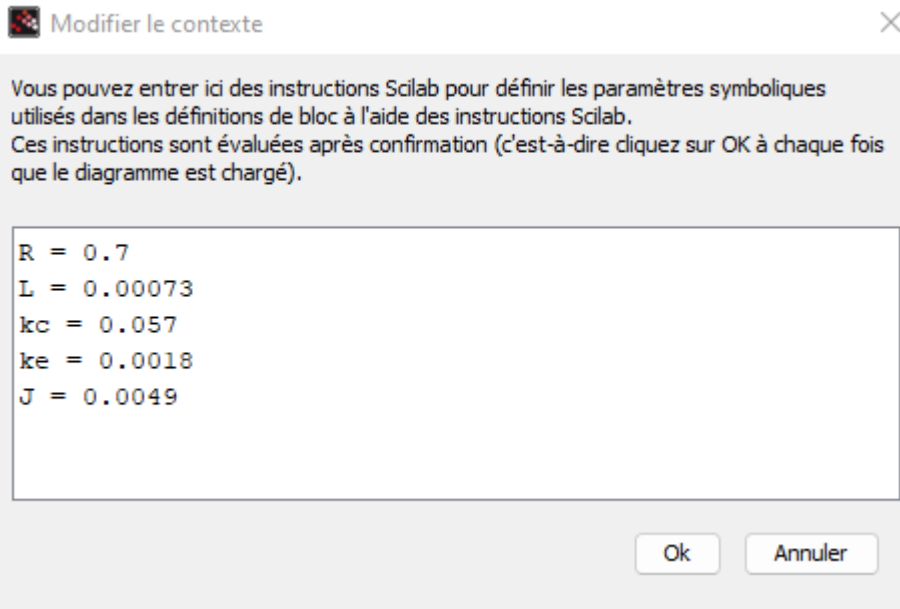 Modifier le contexte
Vous pouvez entrer ici des instructions Scilab pour définir les paramètres symboliques
utilisés dans les définitions de bloc à l'aide des instructions Scilab.
Ces instructions sont évaluées après confirmation (c'est-à-dire cliquez sur OK à chaque fois
que le diagramme est chargé).
R = 0.7
L = 0.00073
kc = 0.057
ke = 0.0018
J = 0.0049
Ok Annuler